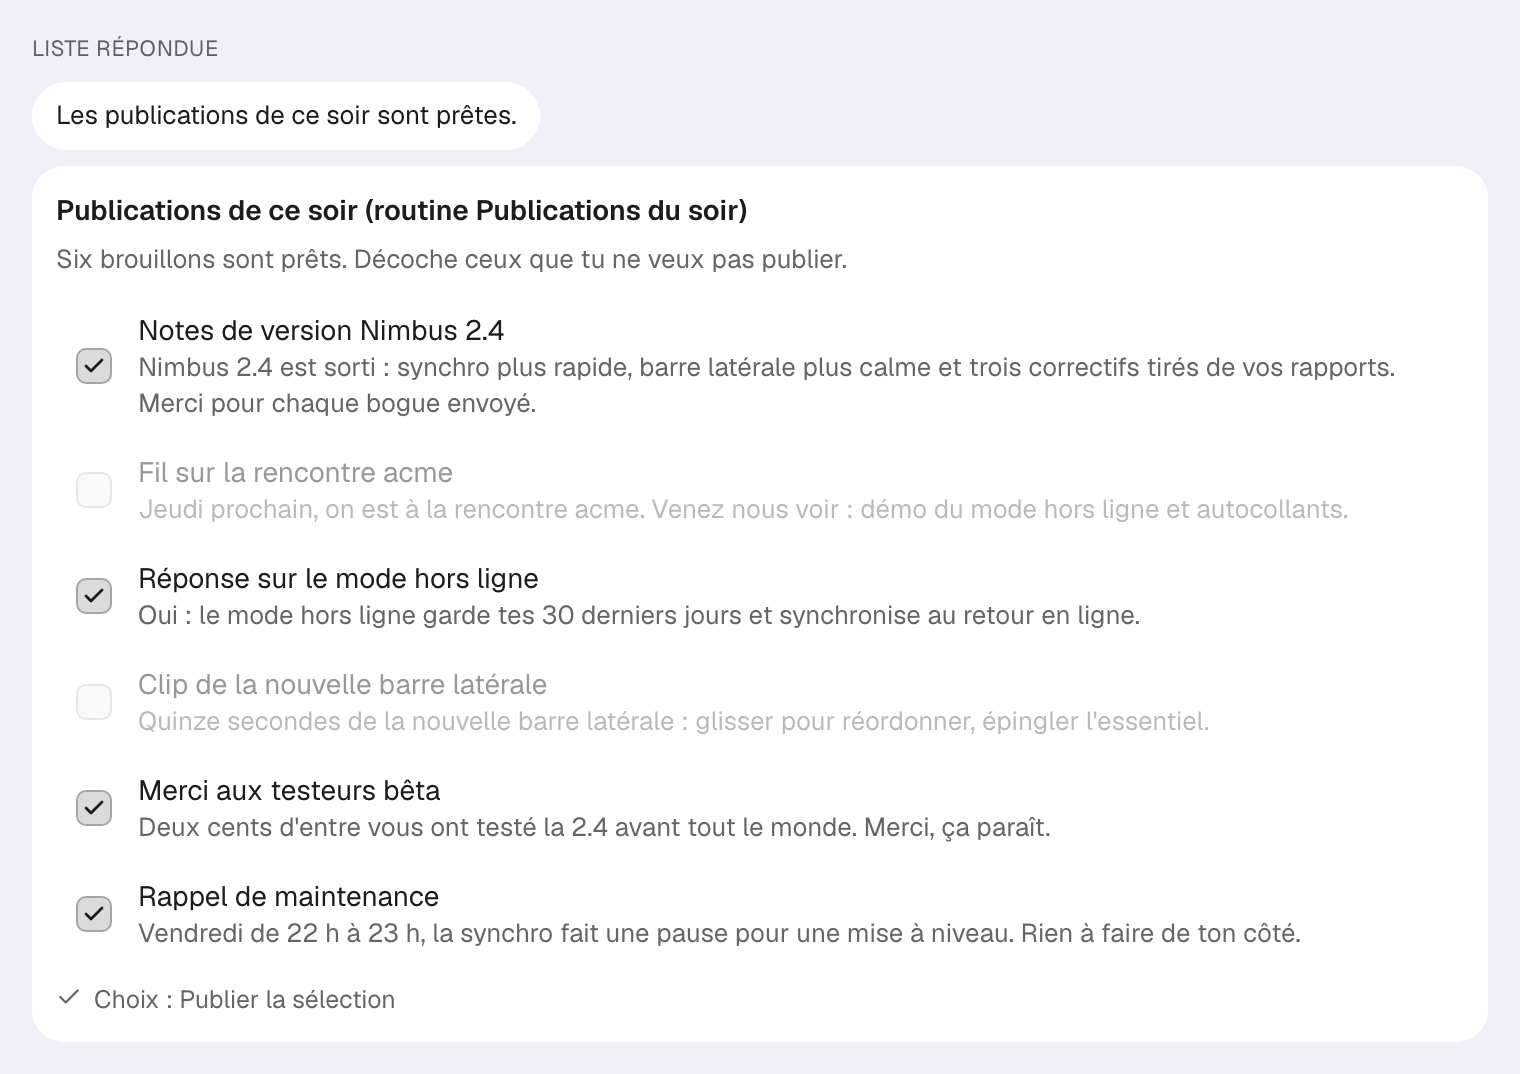 LISTE RÉPONDUE
Les publications de ce soir sont prêtes.
Publications de ce soir (routine Publications du soir)
Six brouillons sont prêts. Décoche ceux que tu ne veux pas publier.
Notes de version Nimbus 2.4
Nimbus 2.4 est sorti : synchro plus rapide, barre latérale plus calme et trois correctifs tirés de vos rapports.
Merci pour chaque bogue envoyé.
Fil sur la rencontre acme
Jeudi prochain, on est à la rencontre acme. Venez nous voir : démo du mode hors ligne et autocollants.
Réponse sur le mode hors ligne
Oui : le mode hors ligne garde tes 30 derniers jours et synchronise au retour en ligne.
Clip de la nouvelle barre latérale
Quinze secondes de la nouvelle barre latérale : glisser pour réordonner, épingler l'essentiel.
Merci aux testeurs bêta
Deux cents d'entre vous ont testé la 2.4 avant tout le monde. Merci, ça paraît.
Rappel de maintenance
Vendredi de 22 h à 23 h, la synchro fait une pause pour une mise à niveau. Rien à faire de ton côté.
Choix : Publier la sélection